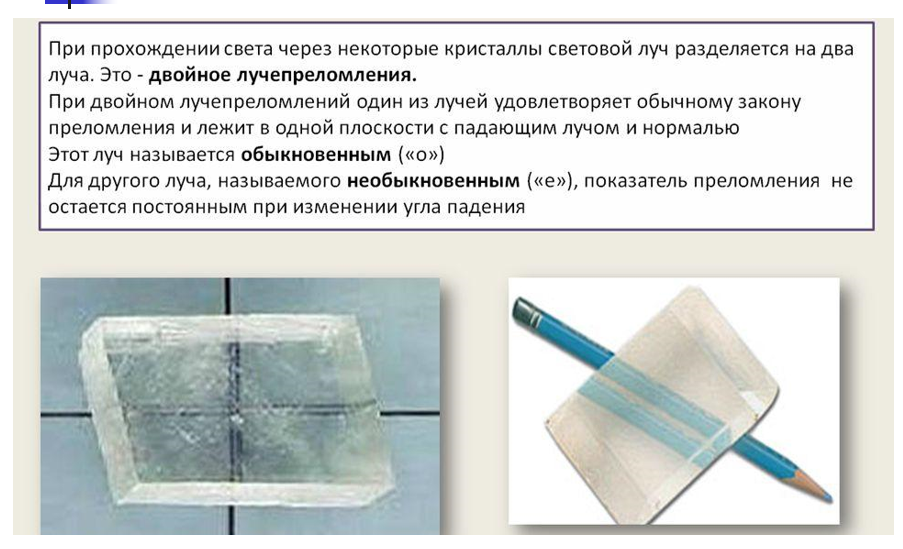 При прохождении света через некоторые кристаллы световой луч разделяется на два
луча. Это - двойное лучепреломления.
При двойном лучепреломлений один из лучей удовлетворяет обычному закону
преломления и лежит в одной плоскости с падающим лучом и нормалью
Этот луч называется обыкновенным («о»)
Для другого луча, называемого необыкновенным («е»), показатель преломления не
остается постоянным при изменении угла падения